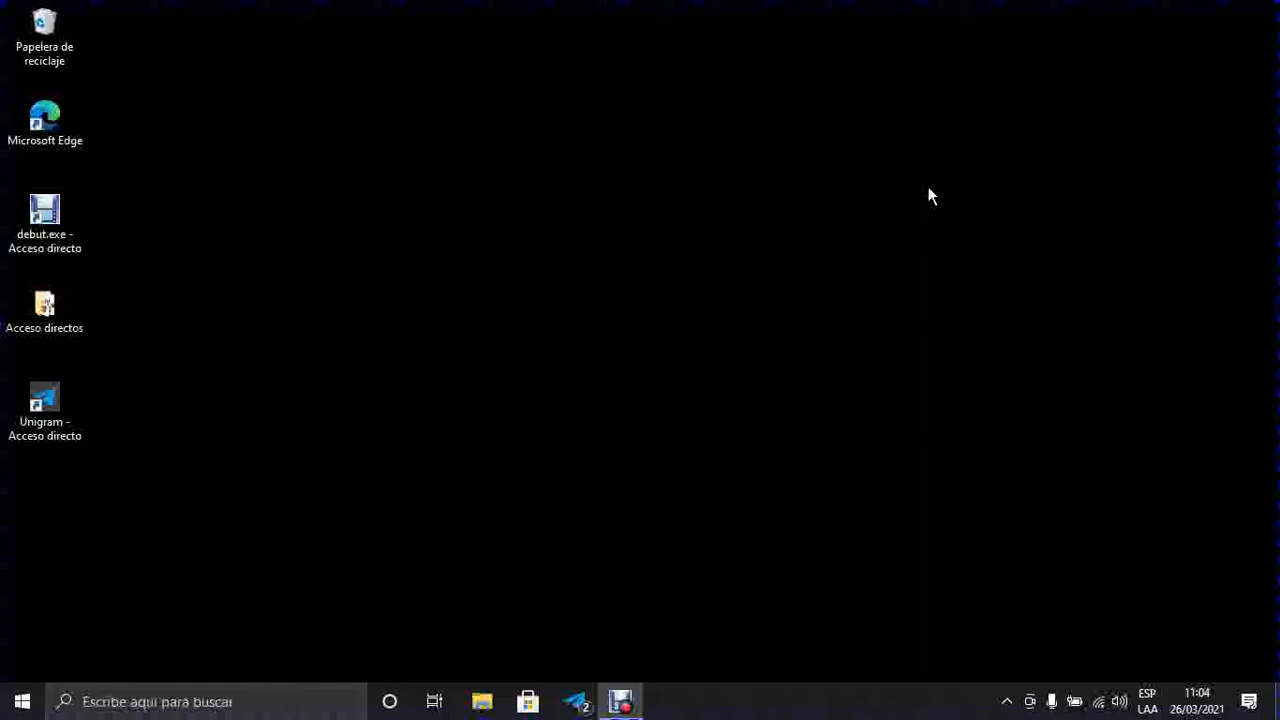 Papelera de
reciclaje
Microsoft Edge
debut.exe -
Acceso directo
Acceso directos
Unigram -
Acceso directo
Escribe aquí para buscar
2
ESP
LAA
11:04
26/03/2021